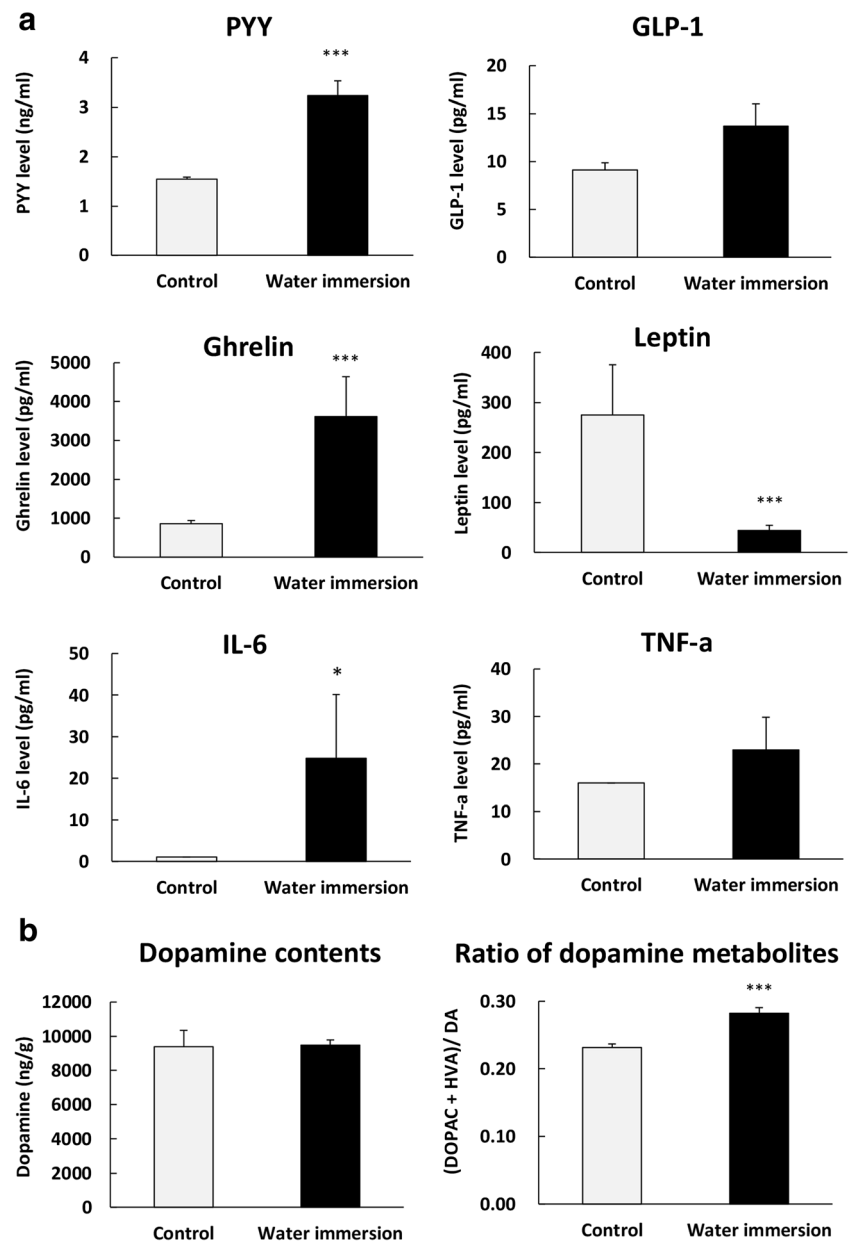 a
PYY
***
PYY level (ng/ml)
4
3
2
1
0
Control Water immersion
GLP-1
GLP-1 level (pg/ml)
20
15
10
5
0
Control Water immersion
Ghrelin
***
Ghrelin level (pg/ml)
5000
4000
3000
2000
1000
0
Control Water immersion
Leptin
Leptin level (pg/ml)
400
300
200
100
0
***
Control Water immersion
IL-6
*
IL-6 level (pg/ml)
50
40
30
20
10
0
Control Water immersion
TNF-a
TNF-a level (pg/ml)
40
30
20
10
0
Control Water immersion
b
Dopamine contents
Dopamine (ng/g)
12000
10000
8000
6000
4000
2000
0
Control Water immersion
Ratio of dopamine metabolites
***
(DOPAC + HVA)/ DA
0.30
0.20
0.10
0.00
Control Water immersion